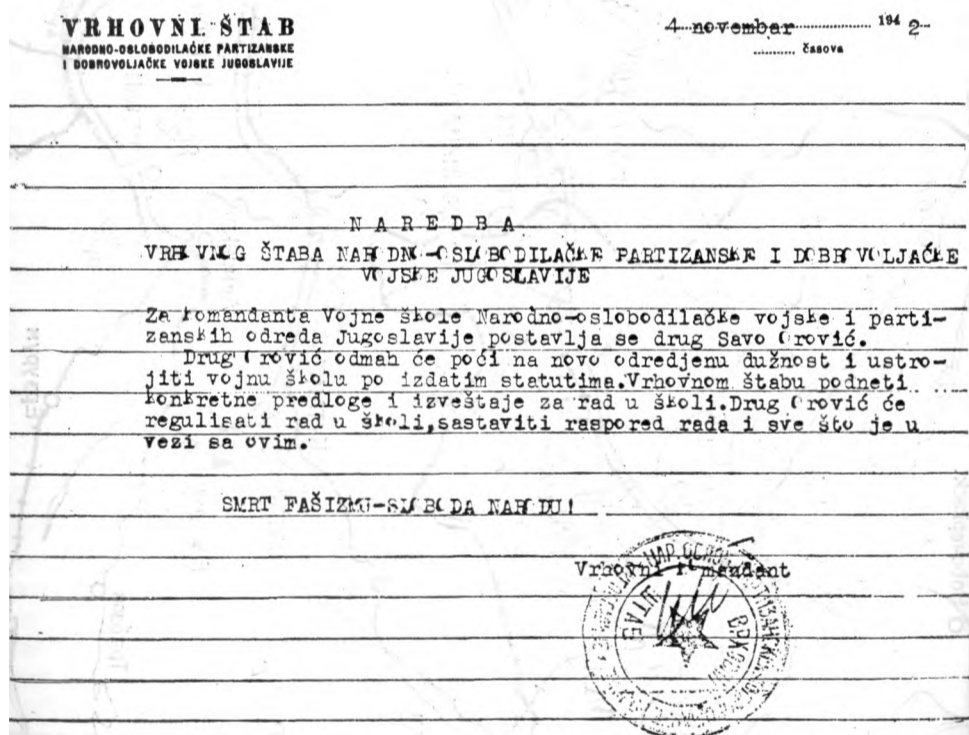 VRHOVNI ŠTAB
NARODNO-OSLOBODILAČKE PARTIZANSKE
I DOBROVOLJAČKE VOJSKE JUGOSLAVIJE
4 novembar 1942
časova
NAREDBA
VRHOVNOG ŠTABA NARODNO-OSLOBODILAČKE PARTIZANSKE I DOBROVOLJAČKE
VOJSKE JUGOSLAVIJE
Za komandanta Vojne škole Narodno-oslobodilačke vojske i parti-
zanskih odreda Jugoslavije postavlja se drug Savo Orović.
Drug Orović odmah će poći na novo odredjenu dužnost i ustro-
jiti vojnu školu po izdatim statutima.Vrhovnom štabu podneti
konkretne predloge i izveštaje za rad u školi.Drug Orović će
regulisati rad u školi,sastaviti raspored rada i sve što je u
vezi sa ovim.
SMRT FAŠIZMU-SLOBODA NARODU!
Vrhovni komandant
ВРХОВНИ ШТАБ